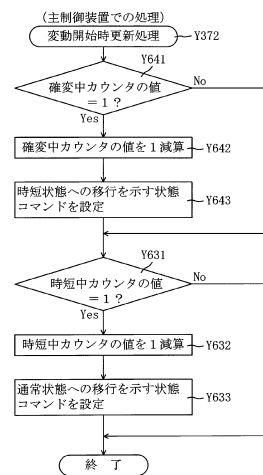 (主制御装置での処理)
変動開始時更新処理
Y372
Y641
確変中カウンタの値
=1?
No
Yes
確変中カウンタの値を1減算
Y642
時短状態への移行を示す状態
コマンドを設定
Y643
Y631
時短中カウンタの値
=1?
No
Yes
時短中カウンタの値を1減算
Y632
通常状態への移行を示す状態
コマンドを設定
Y633
終了